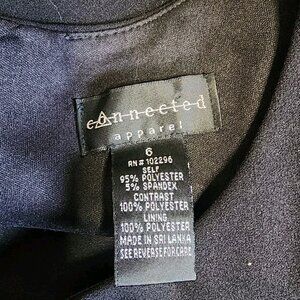 connected
apparel
6
RN# 102296
SELF
95% POLYESTER
5% SPANDEX
CONTRAST
100% POLYESTER
LINING
100% POLYESTER
MADE IN SRI LANKA
SEE REVERSE FOR CARE